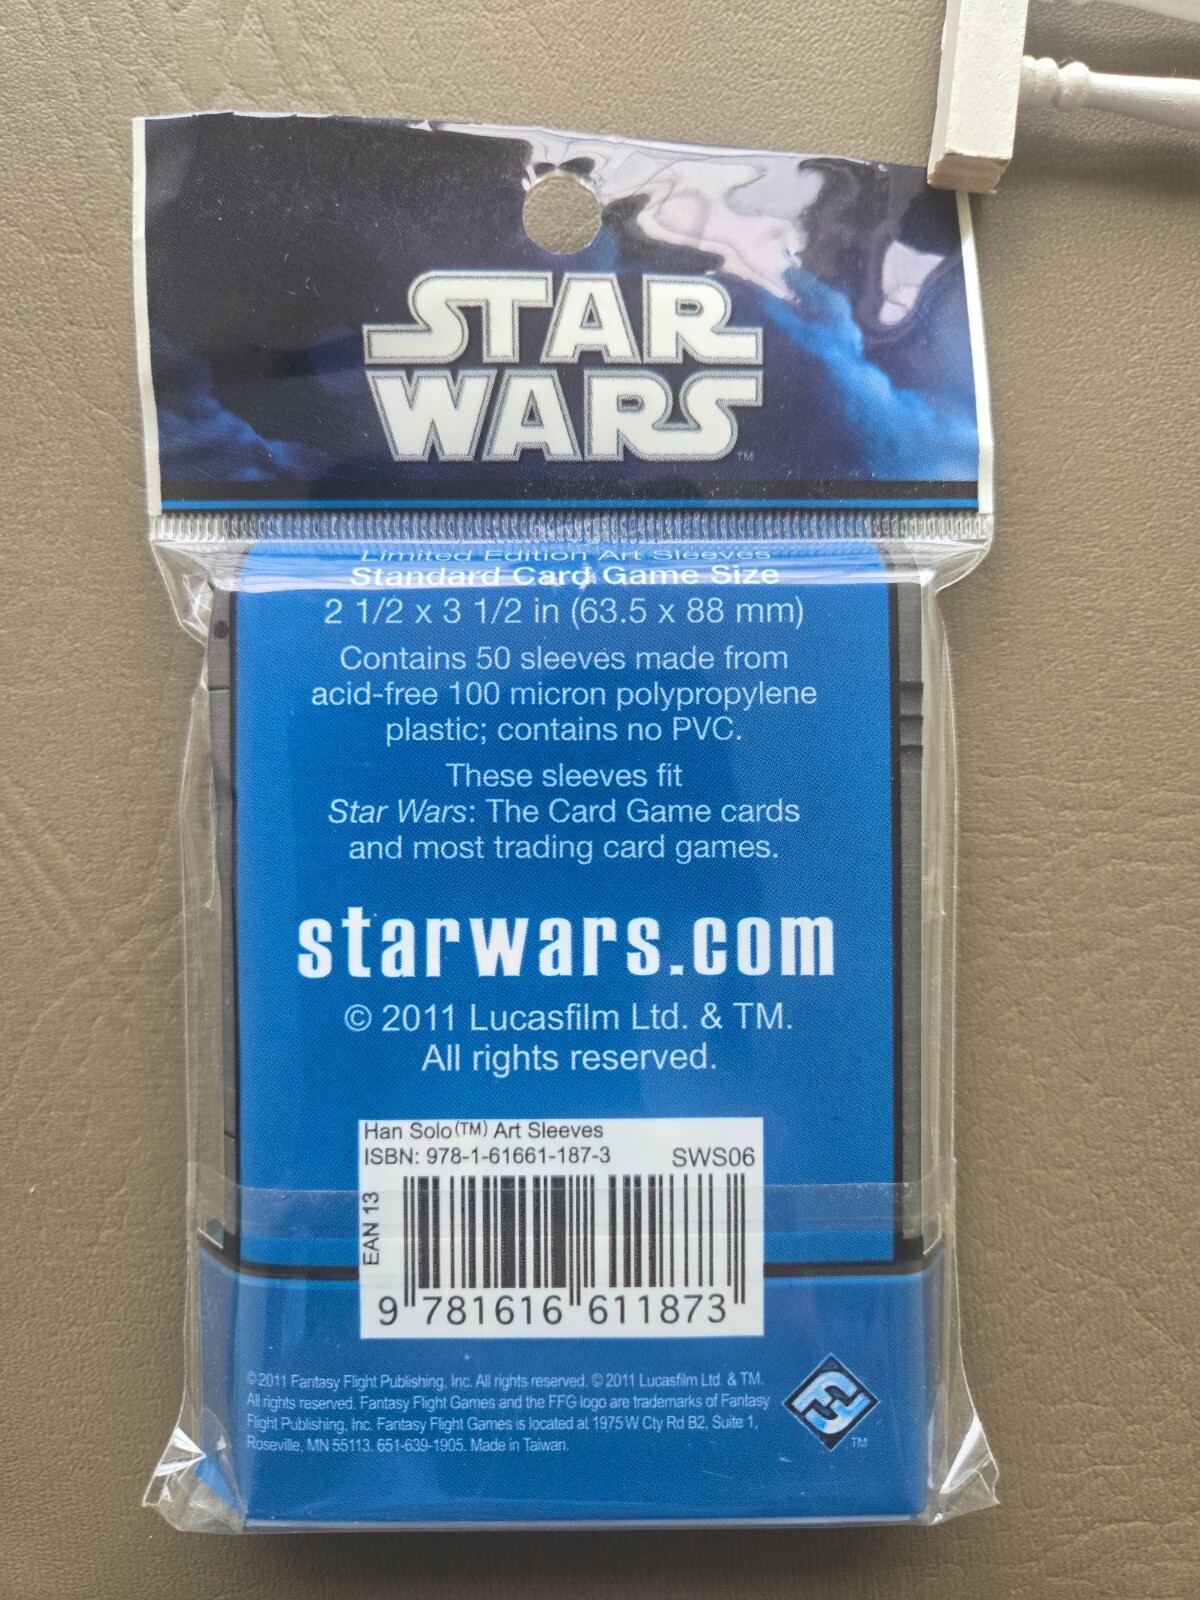 STAR
WARS
TM
Limited Edition Art Sleeves
Standard Card Game Size
2 1/2 x 3 1/2 in (63.5 x 88 mm)
Contains 50 sleeves made from
acid-free 100 micron polypropylene
plastic; contains no PVC.
These sleeves fit
Star Wars: The Card Game cards
and most trading card games.
starwars.com
© 2011 Lucasfilm Ltd. & TM.
All rights reserved.
Han Solo(TM) Art Sleeves
ISBN: 978-1-61661-187-3 SWS06
EAN 13
9 781616 611873
©2011 Fantasy Flight Publishing, Inc. All rights reserved. © 2011 Lucasfilm Ltd. & TM.
All rights reserved. Fantasy Flight Games and the FFG logo are trademarks of Fantasy
Flight Publishing, Inc. Fantasy Flight Games is located at 1975 W Cty Rd B2, Suite 1,
Roseville, MN 55113. 651-639-1905. Made in Taiwan.
TM